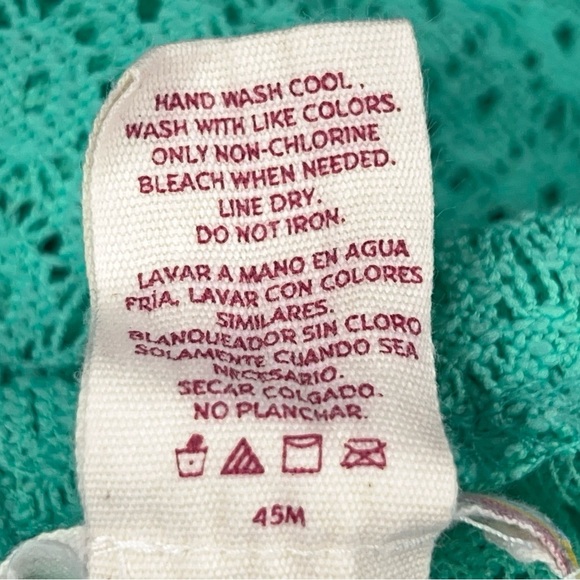 HAND WASH COOL.
WASH WITH LIKE COLORS.
ONLY NON-CHLORINE
BLEACH WHEN NEEDED.
LINE DRY.
DO NOT IRON.
LAVAR A MANO EN AGUA
FRÍA. LAVAR CON COLORES
SIMILARES.
BLANQUEADOR SIN CLORO
SOLAMENTE CUANDO SEA
NECESARIO.
SECAR COLGADO.
NO PLANCHAR.
45M